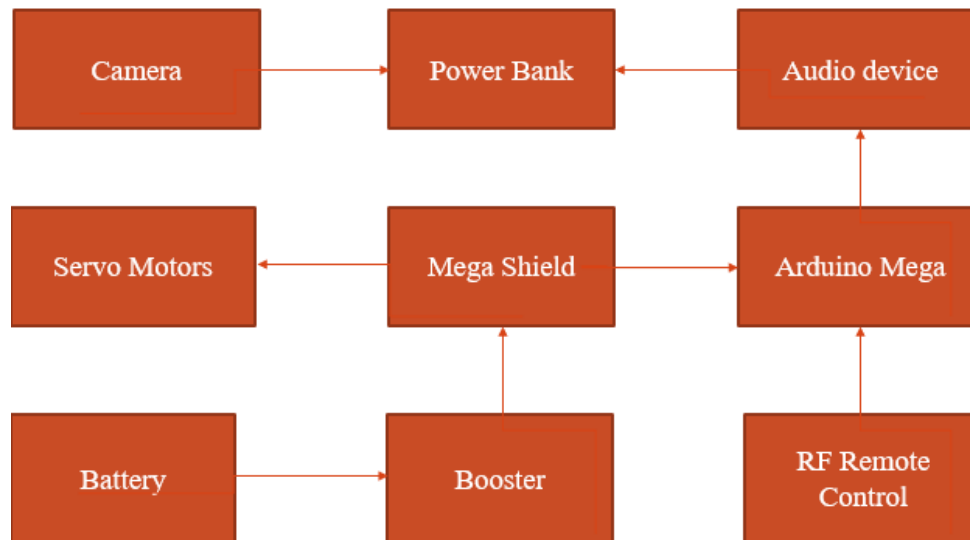 Camera
Power Bank
Audio device
Servo Motors
Mega Shield
Arduino Mega
Battery
Booster
RF Remote
Control